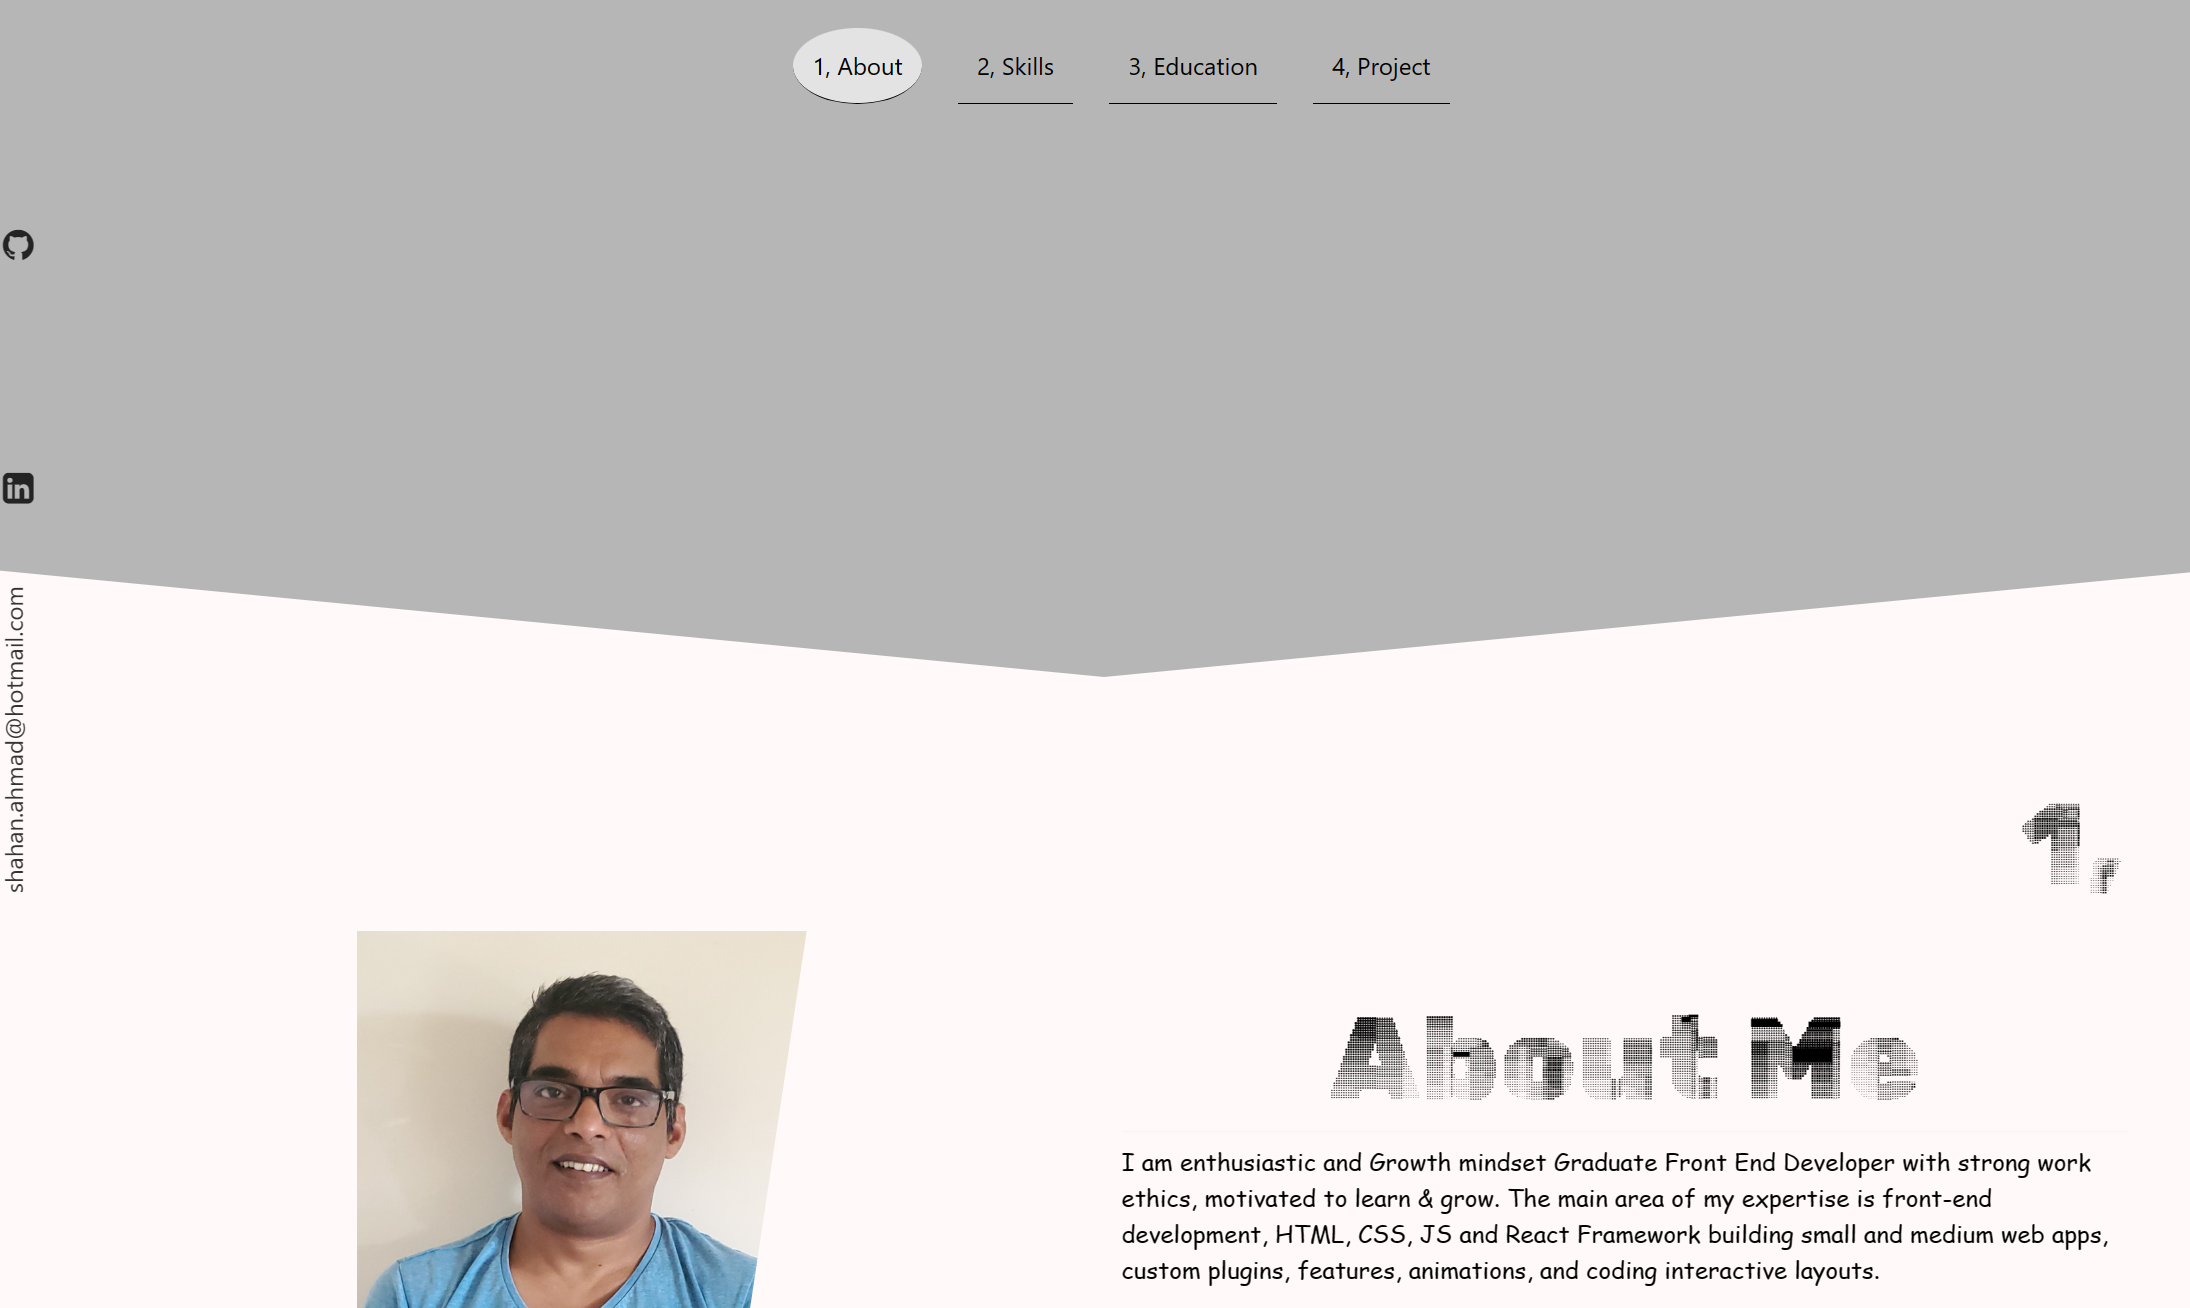 1, About
2, Skills
3, Education
4, Project
in
shahan.ahmad@hotmail.com
1,
About Me
I am enthusiastic and Growth mindset Graduate Front End Developer with strong work
ethics, motivated to learn & grow. The main area of my expertise is front-end
development, HTML, CSS, JS and React Framework building small and medium web apps,
custom plugins, features, animations, and coding interactive layouts.